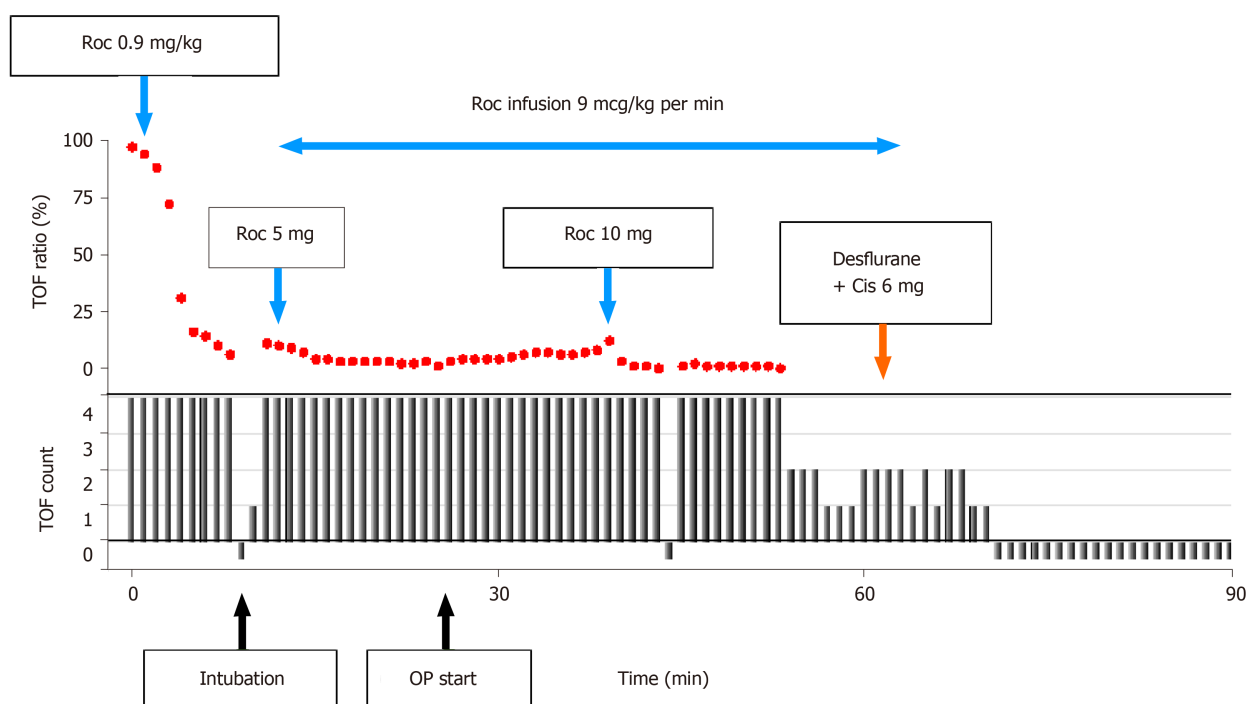 Roc 0.9 mg/kg
Roc infusion 9 mcg/kg per min
100
75
50
25
0
TOF ratio (%)
Roc 5 mg
Roc 10 mg
Desflurane
+ Cis 6 mg
4
3
2
1
0
TOF count
0
30
60
90
Intubation
OP start
Time (min)